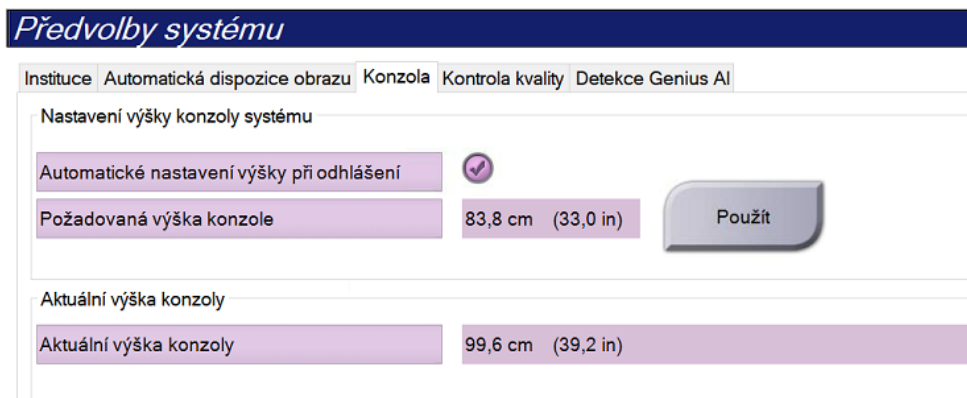 Předvolby systému
Instituce Automatická dispozice obrazu Konzola Kontrola kvality Detekce Genius AI
Nastavení výšky konzoly systému
Automatické nastavení výšky při odhlášení
Požadovaná výška konzole 83,8 cm (33,0 in) Použít
Aktuální výška konzoly
Aktuální výška konzoly 99,6 cm (39,2 in)